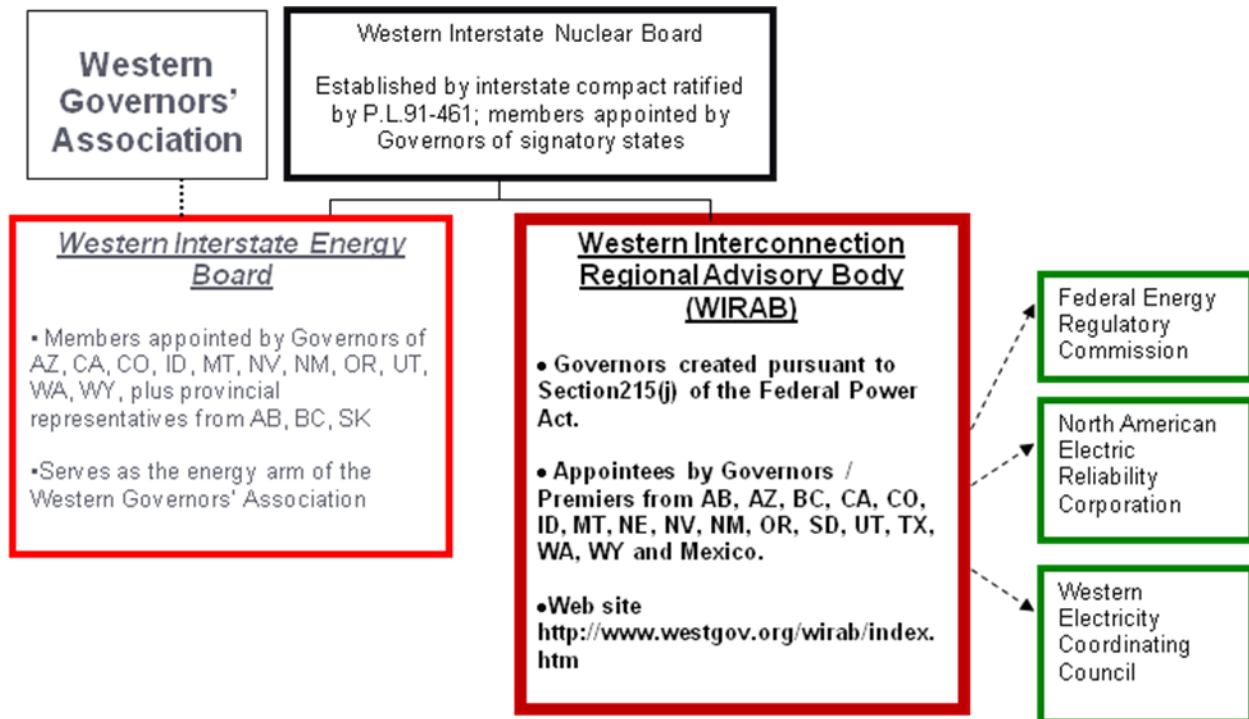 Western
Governors'
Association
Western Interstate Nuclear Board
Established by interstate compact ratified
by P.L.91-461; members appointed by
Governors of signatory states
Western Interstate Energy
Board
▪ Members appointed by Governors of
AZ, CA, CO, ID, MT, NV, NM, OR, UT,
WA, WY, plus provincial
representatives from AB, BC, SK
▪Serves as the energy arm of the
Western Governors' Association
Western Interconnection
Regional Advisory Body
(WIRAB)
● Governors created pursuant to
Section215(j) of the Federal Power
Act.
● Appointees by Governors /
Premiers from AB, AZ, BC, CA, CO,
ID, MT, NE, NV, NM, OR, SD, UT, TX,
WA, WY and Mexico.
●Web site
http://www.westgov.org/wirab/index.
htm
Federal Energy
Regulatory
Commission
North American
Electric
Reliability
Corporation
Western
Electricity
Coordinating
Council